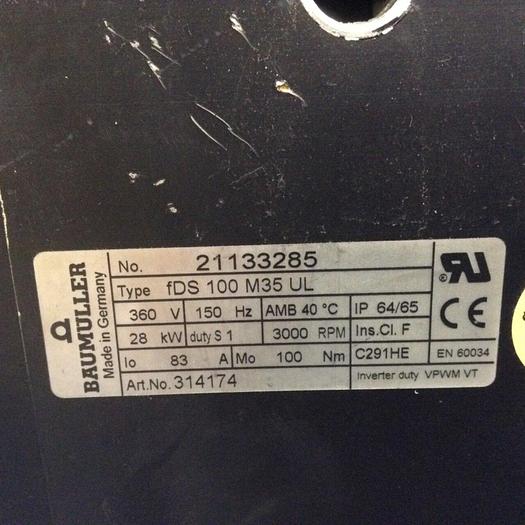 BAUMÜLLER
Made in Germany
No. 21133285
Type fDS 100 M35 UL
360 V 150 Hz AMB 40 °C IP 64/65
28 kW duty S 1 3000 RPM Ins.Cl. F
Io 83 A Mo 100 Nm C291HE EN 60034
Art.No. 314174 Inverter duty VPWM VT
RU
CE